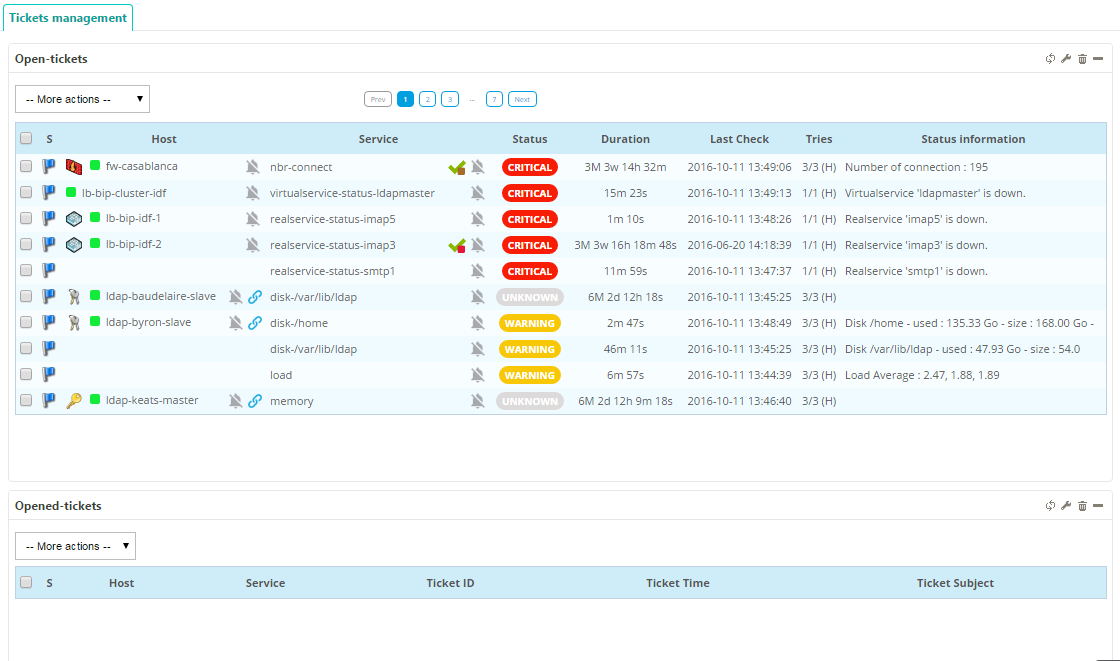 Tickets management
Open-tickets
-- More actions --
Prev 1 2 3 ... 7 Next
S Host Service Status Duration Last Check Tries Status information
fw-casablanca nbr-connect CRITICAL 3M 3w 14h 32m 2016-10-11 13:49:06 3/3 (H) Number of connection : 195
lb-bip-cluster-idf virtualservice-status-ldapmaster CRITICAL 15m 23s 2016-10-11 13:49:13 1/1 (H) Virtualservice 'ldapmaster' is down.
lb-bip-idf-1 realservice-status-imap5 CRITICAL 1m 10s 2016-10-11 13:48:26 1/1 (H) Realservice 'imap5' is down.
lb-bip-idf-2 realservice-status-imap3 CRITICAL 3M 3w 16h 18m 48s 2016-06-20 14:18:39 1/1 (H) Realservice 'imap3' is down.
realservice-status-smtp1 CRITICAL 11m 59s 2016-10-11 13:47:37 1/1 (H) Realservice 'smtp1' is down.
ldap-baudelaire-slave disk-/var/lib/ldap UNKNOWN 6M 2d 12h 18s 2016-10-11 13:45:25 3/3 (H)
ldap-byron-slave disk-/home WARNING 2m 47s 2016-10-11 13:48:49 3/3 (H) Disk /home - used : 135.33 Go - size : 168.00 Go -
disk-/var/lib/ldap WARNING 46m 11s 2016-10-11 13:45:25 3/3 (H) Disk /var/lib/ldap - used : 47.93 Go - size : 54.0
load WARNING 6m 57s 2016-10-11 13:44:39 3/3 (H) Load Average : 2.47, 1.88, 1.89
ldap-keats-master memory UNKNOWN 6M 2d 12h 9m 18s 2016-10-11 13:46:40 3/3 (H)
Opened-tickets
-- More actions --
S Host Service Ticket ID Ticket Time Ticket Subject